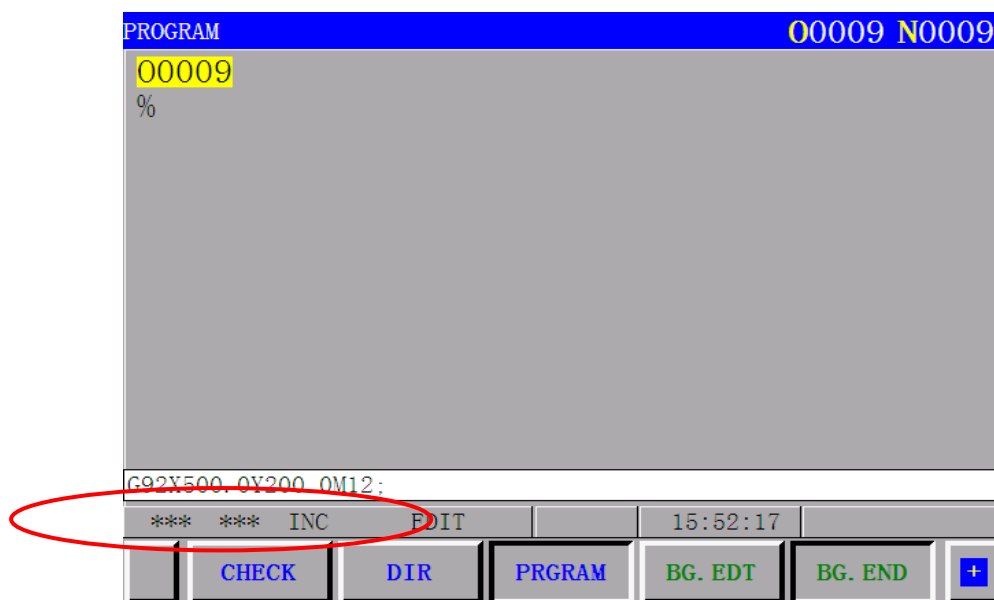 PROGRAM O0009 N0009
O0009
%
G92X500.0Y200.0M12;
*** *** INC EDIT 15:52:17
CHECK DIR PRGRAM BG.EDT BG.END +